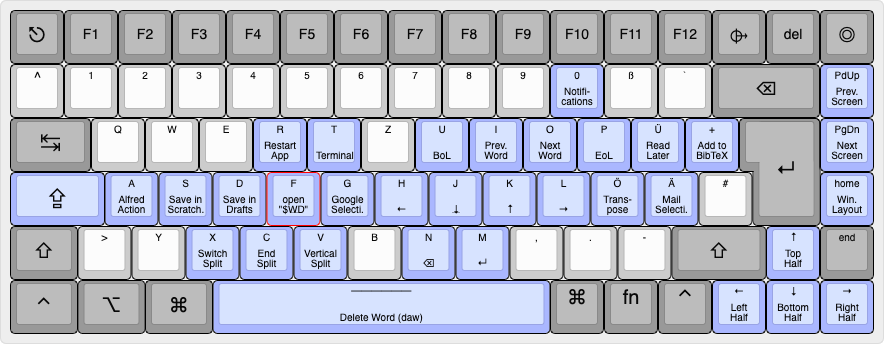 F1 F2 F3 F4 F5 F6 F7 F8 F9 F10 F11 F12 del
^ 1 2 3 4 5 6 7 8 9 0 ß ` ⌫ PdUp
Notifi-
cations
Prev.
Screen
Q W E R T Z U I O P Ü + PgDn
Restart
App
Terminal
BoL
Prev.
Word
Next
Word
EoL
Read
Later
Add to
BibTeX
Next
Screen
A S D F G H J K L Ö Ä # home
Alfred
Action
Save in
Scratch.
Save in
Drafts
open
"$WD"
Google
Selecti.
← ↓ ↑ →
Trans-
pose
Mail
Selecti.
Win.
Layout
> Y X C V B N M , . - ↑ end
Switch
Split
End
Split
Vertical
Split
⌫ ↵
Top
Half
^ ⌥ ⌘ ⌘ fn ^ ← ↓ →
Delete Word (daw)
Left
Half
Bottom
Half
Right
Half